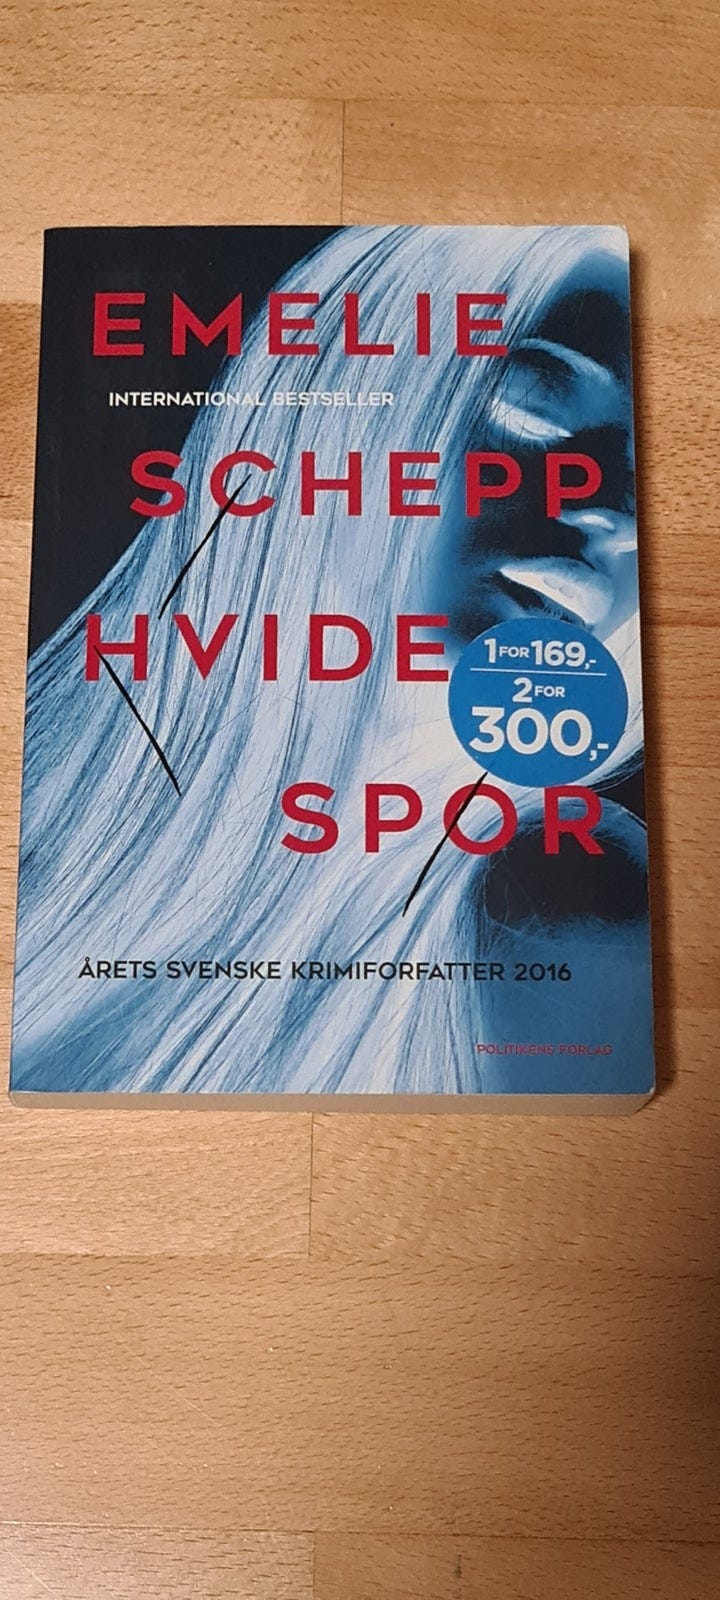 EMELIE
INTERNATIONAL BESTSELLER
SCHEPP
HVIDE
1 FOR 169,-
2 FOR
300,-
SPOR
ÅRETS SVENSKE KRIMIFORFATTER 2016
POLITIKENS FORLAG